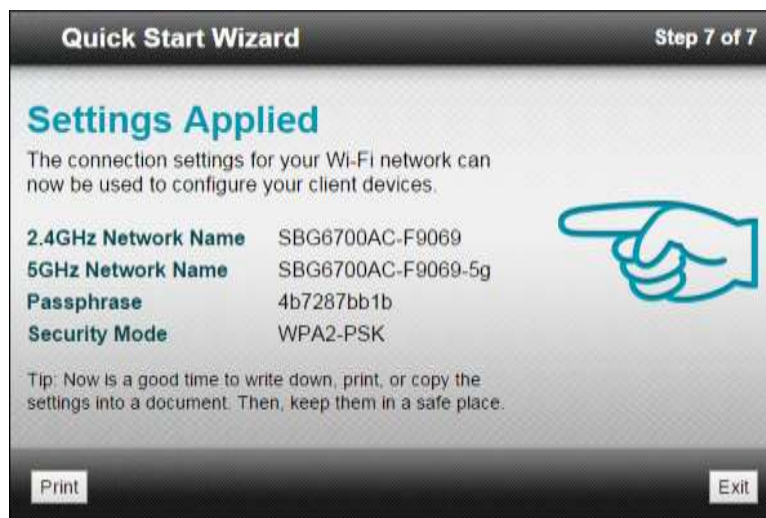 Quick Start Wizard
Step 7 of 7
Settings Applied
The connection settings for your Wi-Fi network can
now be used to configure your client devices.
2.4GHz Network Name SBG6700AC-F9069
5GHz Network Name SBG6700AC-F9069-5g
Passphrase 4b7287bb1b
Security Mode WPA2-PSK
Tip: Now is a good time to write down, print, or copy the
settings into a document. Then, keep them in a safe place.
Print
Exit